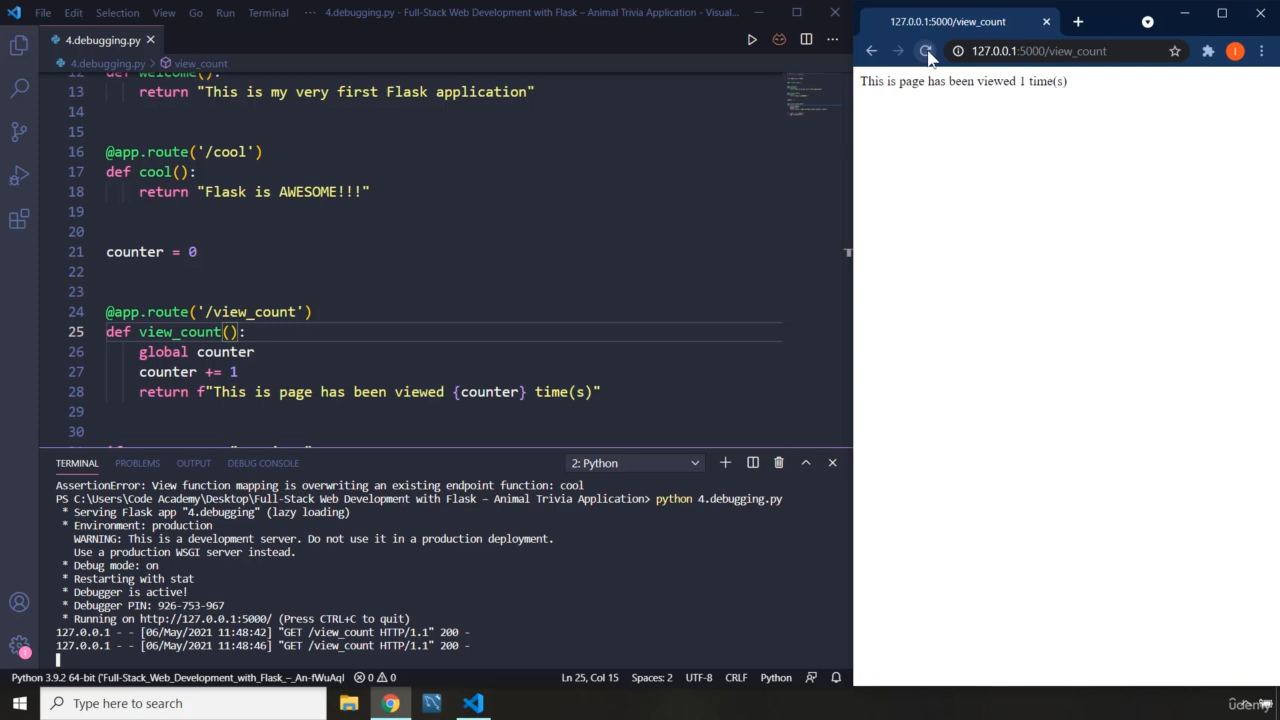 File Edit Selection View Go Run Terminal ··· 4.debugging.py - Full-Stack Web Development with Flask – Animal Trivia Application - Visual...
4.debugging.py
4.debugging.py > view_count
12 def welcome():
13 return "This is my very first Flask application"
14
15
16 @app.route('/cool')
17 def cool():
18 return "Flask is AWESOME!!!"
19
20
21 counter = 0
22
23
24 @app.route('/view_count')
25 def view_count():
26 global counter
27 counter += 1
28 return f"This is page has been viewed {counter} time(s)"
29
30
TERMINAL PROBLEMS OUTPUT DEBUG CONSOLE 2: Python
AssertionError: View function mapping is overwriting an existing endpoint function: cool
PS C:\Users\Code Academy\Desktop\Full-Stack Web Development with Flask – Animal Trivia Application> python 4.debugging.py
* Serving Flask app "4.debugging" (lazy loading)
* Environment: production
WARNING: This is a development server. Do not use it in a production deployment.
Use a production WSGI server instead.
* Debug mode: on
* Restarting with stat
* Debugger is active!
* Debugger PIN: 926-753-967
* Running on http://127.0.0.1:5000/ (Press CTRL+C to quit)
127.0.0.1 - - [06/May/2021 11:48:42] "GET /view_count HTTP/1.1" 200 -
127.0.0.1 - - [06/May/2021 11:48:46] "GET /view_count HTTP/1.1" 200 -
Python 3.9.2 64-bit ('Full-Stack_Web_Development_with_Flask_–_An-fWuAqI 0 0 Ln 25, Col 15 Spaces: 2 UTF-8 CRLF Python
1
127.0.0.1:5000/view_count
127.0.0.1:5000/view_count
I
This is page has been viewed 1 time(s)
Type here to search
udemy